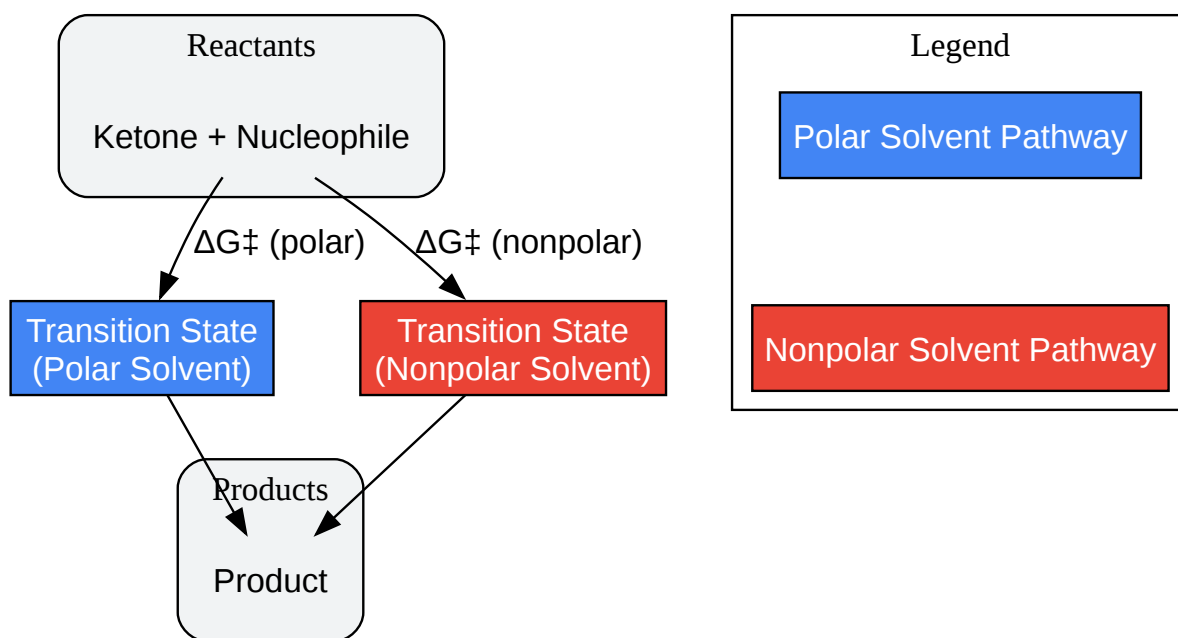 Reactants
Ketone + Nucleophile
ΔG‡ (polar)
ΔG‡ (nonpolar)
Transition State
(Polar Solvent)
Transition State
(Nonpolar Solvent)
Products
Product
Legend
Polar Solvent Pathway
Nonpolar Solvent Pathway